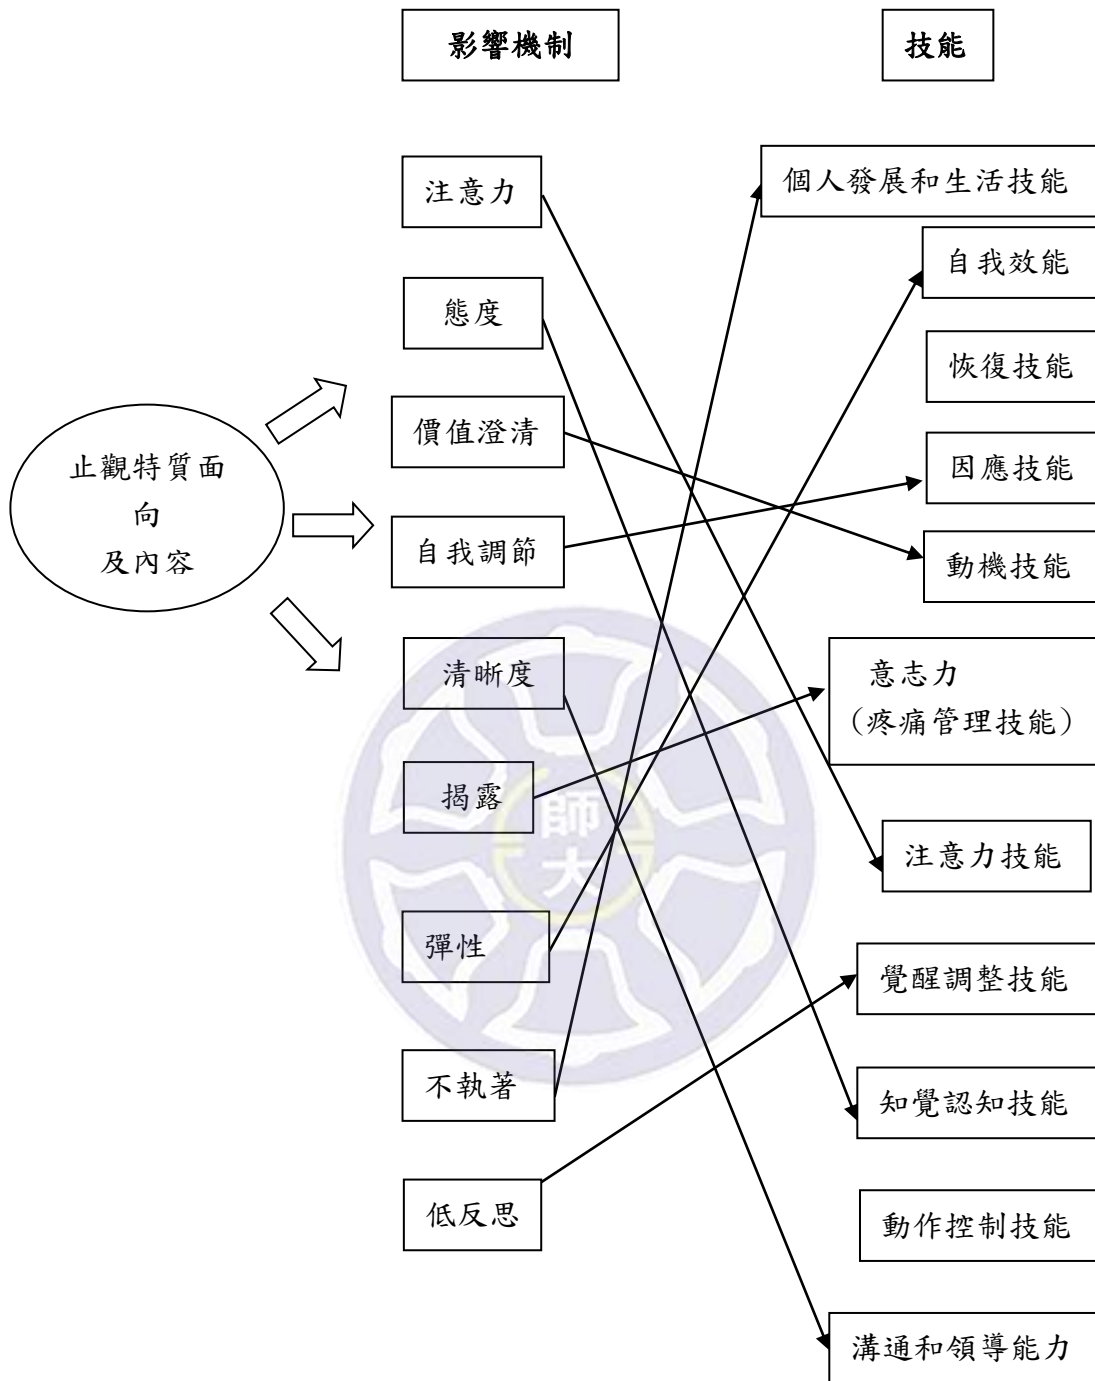 影響機制
技能
注意力
態度
價值澄清
自我調節
清晰度
揭露
彈性
不執著
低反思
止觀特質面
向
及內容
個人發展和生活技能
自我效能
恢復技能
因應技能
動機技能
意志力
(疼痛管理技能)
注意力技能
覺醒調整技能
知覺認知技能
動作控制技能
溝通和領導能力
師
大